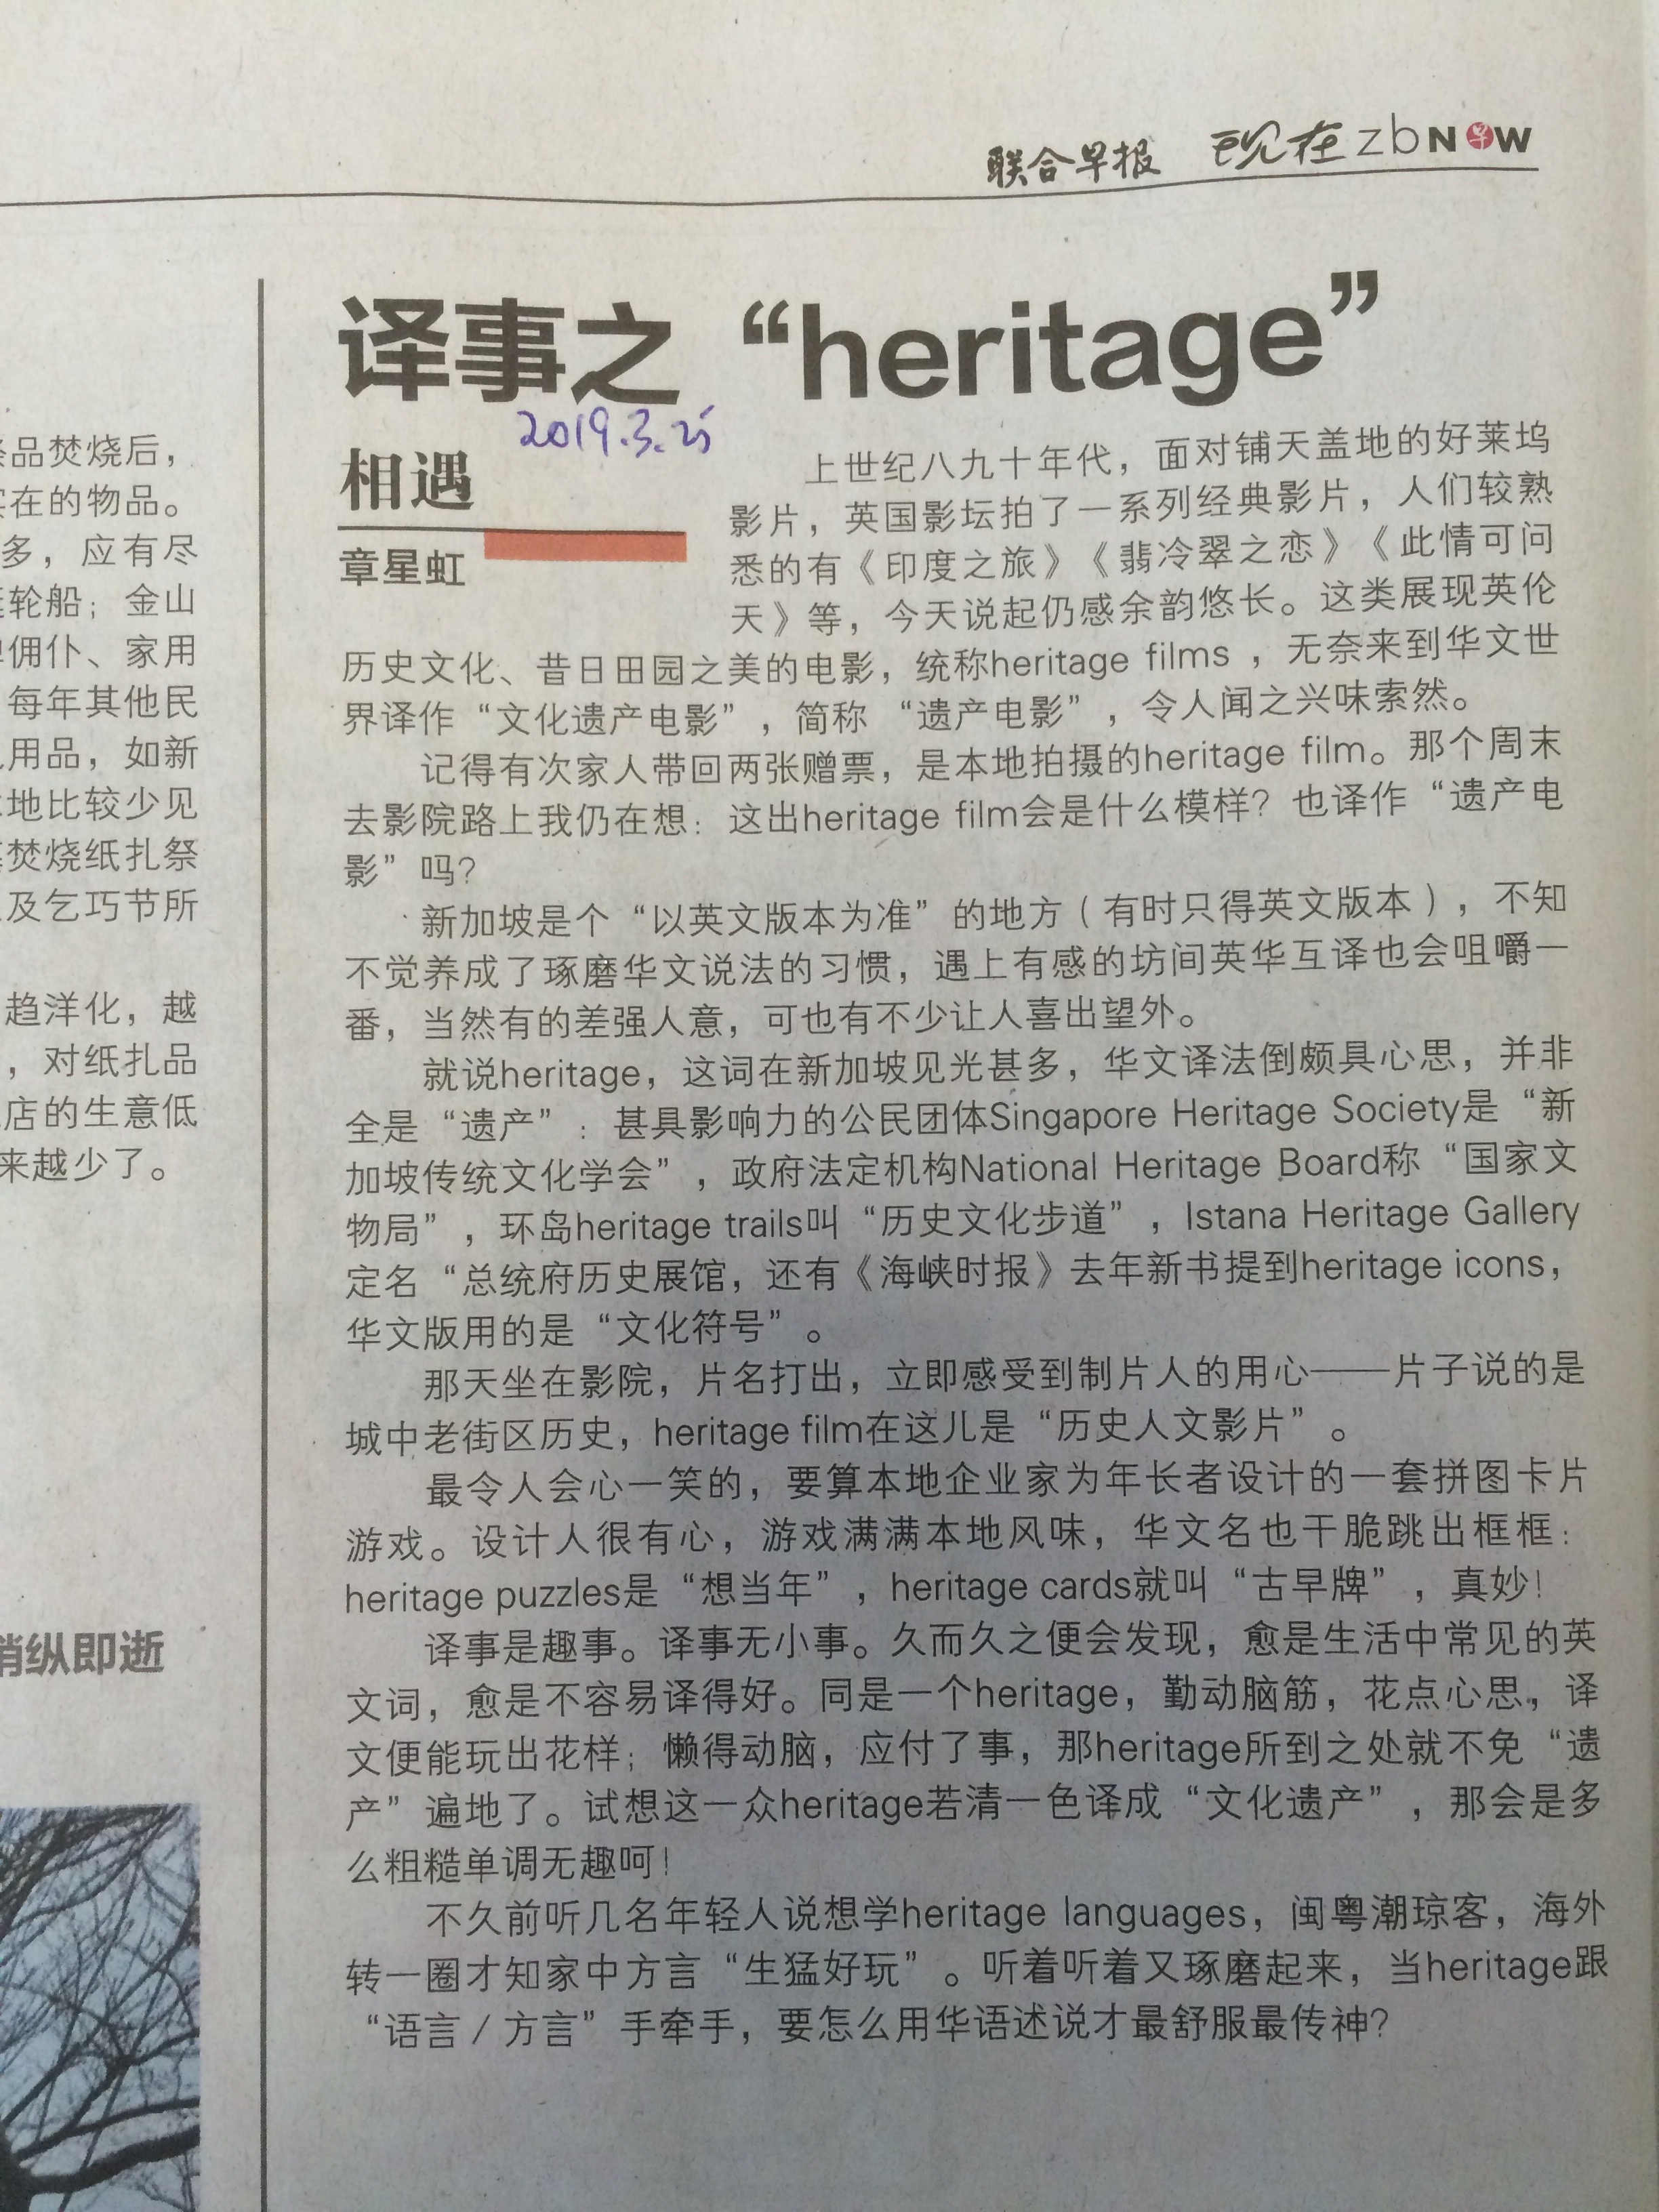 联合早报 现在 zbNOW
条品焚烧后，
实在的物品。
多，应有尽
轮船；金山
佣仆、家用
每年其他民
用品，如新
地比较少见
焚烧纸扎祭
及乞巧节所
趋洋化，越
，对纸扎品
店的生意低
来越少了。
稍纵即逝
译事之“heritage”
2019.3.25
相遇
章星虹
上世纪八九十年代，面对铺天盖地的好莱坞
影片，英国影坛拍了一系列经典影片，人们较熟
悉的有《印度之旅》《翡冷翠之恋》《此情可问
天》等，今天说起仍感余韵悠长。这类展现英伦
历史文化、昔日田园之美的电影，统称heritage films ，无奈来到华文世
界译作“文化遗产电影”，简称 “遗产电影”，令人闻之兴味索然。
记得有次家人带回两张赠票，是本地拍摄的heritage film。那个周末
去影院路上我仍在想：这出heritage film会是什么模样？也译作“遗产电
影”吗？
新加坡是个“以英文版本为准”的地方（有时只得英文版本），不知
不觉养成了琢磨华文说法的习惯，遇上有感的坊间英华互译也会咀嚼一
番，当然有的差强人意，可也有不少让人喜出望外。
就说heritage，这词在新加坡见光甚多，华文译法倒颇具心思，并非
全是“遗产”：甚具影响力的公民团体Singapore Heritage Society是“新
加坡传统文化学会”，政府法定机构National Heritage Board称“国家文
物局”，环岛heritage trails叫“历史文化步道”，Istana Heritage Gallery
定名“总统府历史展馆，还有《海峡时报》去年新书提到heritage icons，
华文版用的是“文化符号”。
那天坐在影院，片名打出，立即感受到制片人的用心——片子说的是
城中老街区历史，heritage film在这儿是“历史人文影片”。
最令人会心一笑的，要算本地企业家为年长者设计的一套拼图卡片
游戏。设计人很有心，游戏满满本地风味，华文名也干脆跳出框框：
heritage puzzles是“想当年”，heritage cards就叫“古早牌”，真妙！
译事是趣事。译事无小事。久而久之便会发现，愈是生活中常见的英
文词，愈是不容易译得好。同是一个heritage，勤动脑筋，花点心思，译
文便能玩出花样；懒得动脑，应付了事，那heritage所到之处就不免“遗
产”遍地了。试想这一众heritage若清一色译成“文化遗产”，那会是多
么粗糙单调无趣呵！
不久前听几名年轻人说想学heritage languages，闽粤潮琼客，海外
转一圈才知家中方言“生猛好玩”。听着听着又琢磨起来，当heritage跟
“语言／方言”手牵手，要怎么用华语述说才最舒服最传神？